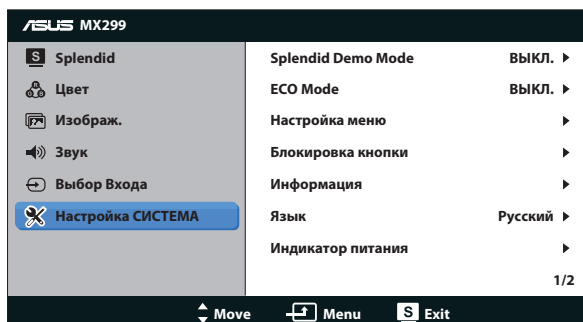 ASUS MX299
S Splendid
Цвет
Изображ.
Звук
Выбор Входа
Настройка СИСТЕМА
Splendid Demo Mode ВЫКЛ.
ECO Mode ВЫКЛ.
Настройка меню
Блокировка кнопки
Информация
Язык Русский
Индикатор питания
1/2
Move Menu S Exit